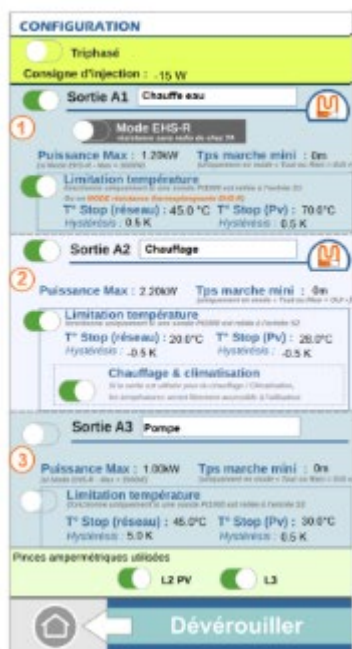 CONFIGURATION
Triphasé
Consigne d'injection : -15 W
Sortie A1 Chauffe eau
1
Mode EHS-R
Puissance Max : 1.20kW Tps marche mini : 0m
Limitation température
T° Stop (réseau) : 45.0 °C T° Stop (Pv) : 70.0°C
Hystérésis : 0.5 K Hystérésis : 0.5 K
Sortie A2 Chauffage
2
Puissance Max : 2.20kW Tps marche mini : 0m
Limitation température
T° Stop (réseau) : 20.0°C T° Stop (Pv) : 28.0°C
Hystérésis : -0.5 K Hystérésis : -0.5 K
Chauffage & climatisation
Sortie A3 Pompe
3
Puissance Max : 1.00kW Tps marche mini : 0m
Limitation température
T° Stop (réseau) : 45.0°C T° Stop (Pv) : 30.0°C
Hystérésis : 5.0 K Hystérésis : 0.5 K
Pinces ampermétriques utilisées
L2 PV L3
Dévérouiller